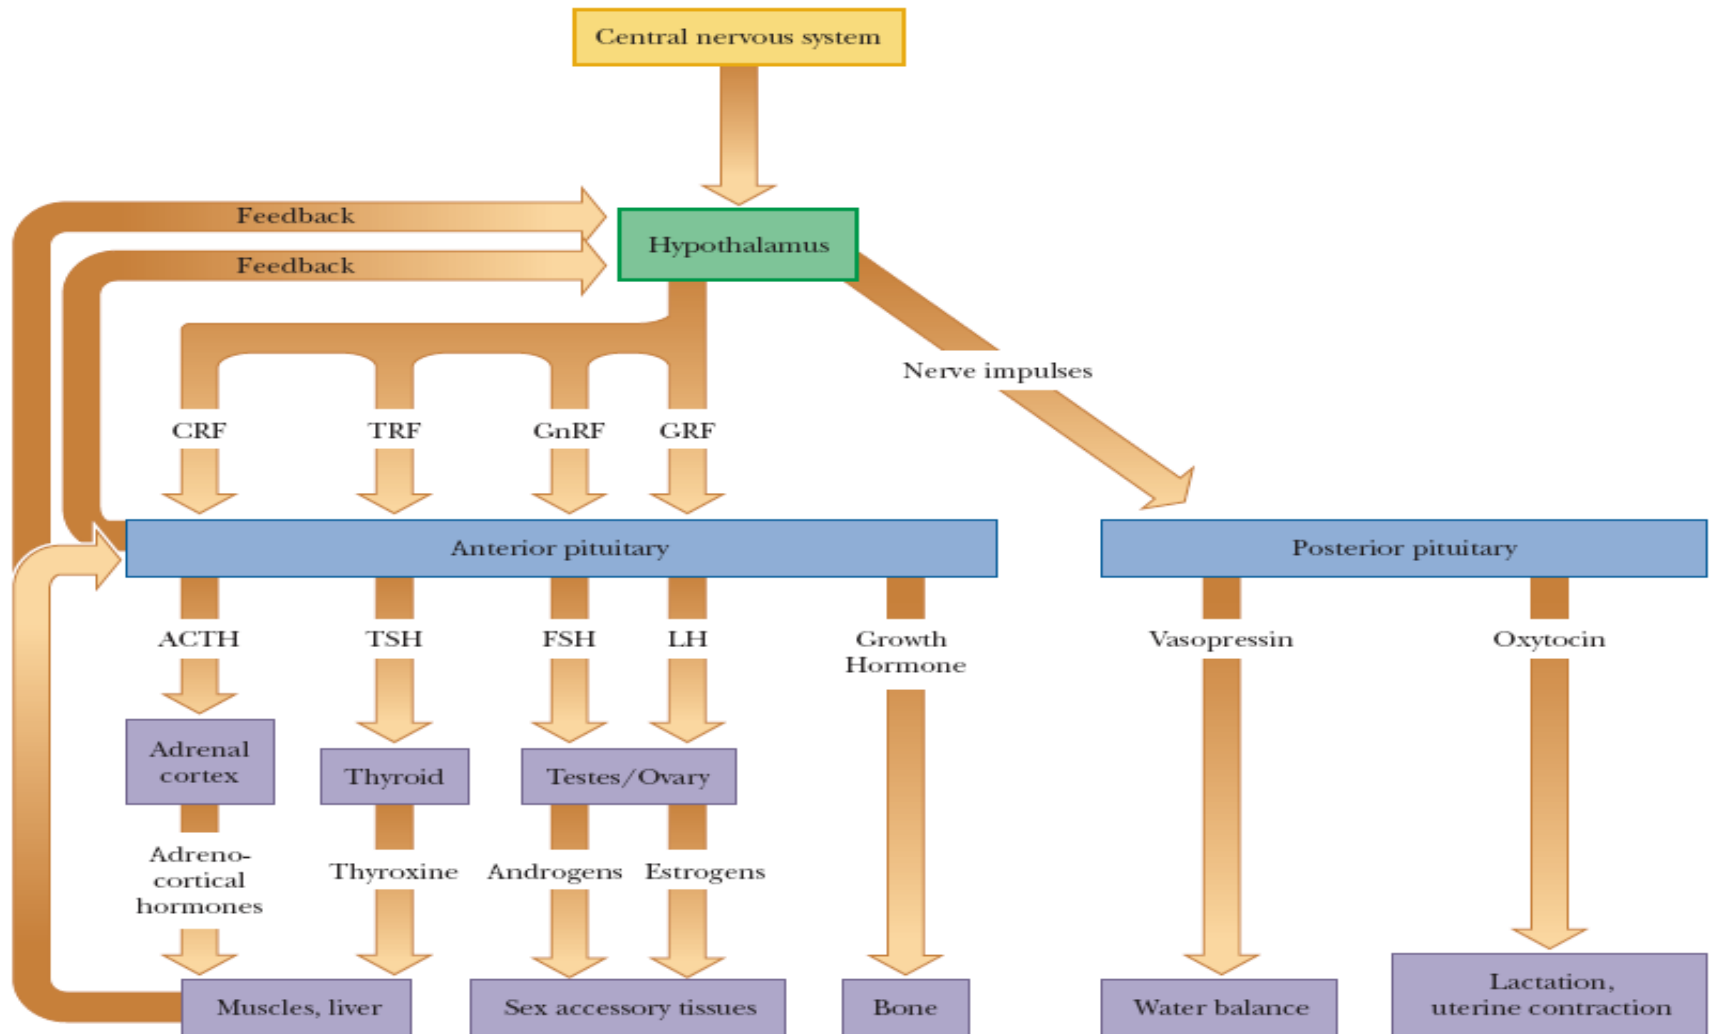 Central nervous system
Feedback
Hypothalamus
Feedback
Nerve impulses
CRF
TRF
GnRF
GRF
Anterior pituitary
Posterior pituitary
ACTH
TSH
FSH
LH
Growth
Hormone
Vasopressin
Oxytocin
Adrenal
cortex
Thyroid
Testes/Ovary
Adreno-
cortical
hormones
Thyroxine
Androgens
Estrogens
Muscles, liver
Sex accessory tissues
Bone
Water balance
Lactation,
uterine contraction